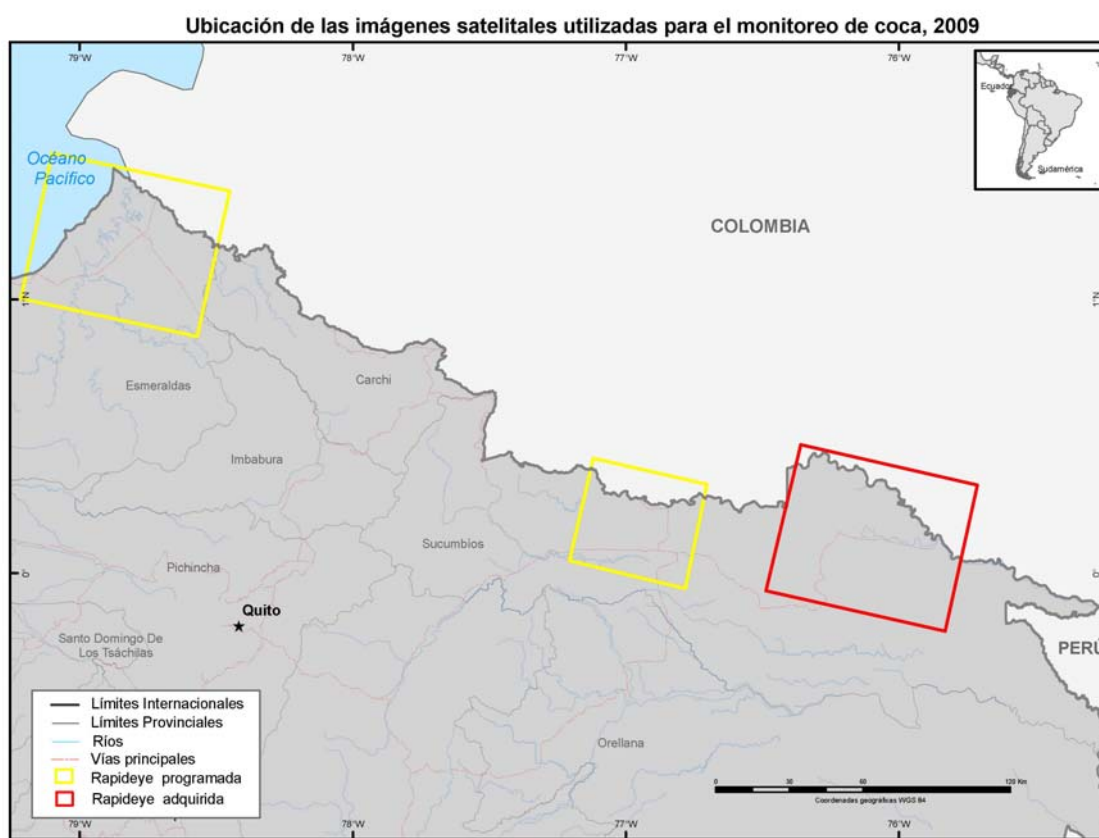 Ubicación de las imágenes satelitales utilizadas para el monitoreo de coca, 2009
79°W
78°W
77°W
76°W
Ecuador
Sudamérica
Océano
Pacífico
COLOMBIA
1°N
1°N
Carchi
Esmeraldas
Imbabura
Sucumbíos
Pichincha
0°
0°
Quito
Santo Domingo De
Los Tsáchilas
PERÚ
Límites Internacionales
Límites Provinciales
Ríos
Vías principales
Rapideye programada
Rapideye adquirida
Orellana
0 30 60 120 Km
Coordenadas geográficas WGS 84
79°W
78°W
77°W
76°W